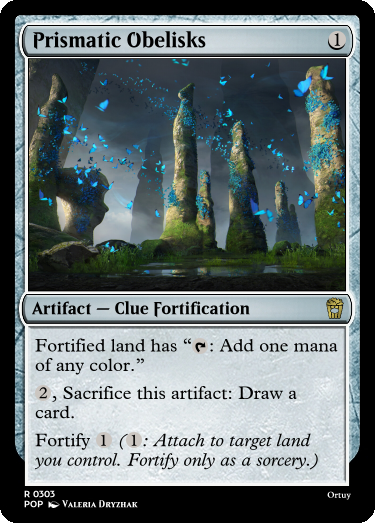 Prismatic Obelisks 1
Artifact — Clue Fortification
Fortified land has “: Add one mana
of any color.”
2, Sacrifice this artifact: Draw a
card.
Fortify 1 (1: Attach to target land
you control. Fortify only as a sorcery.)
R 0303 Ortuy
POP Valeria Dryzhak